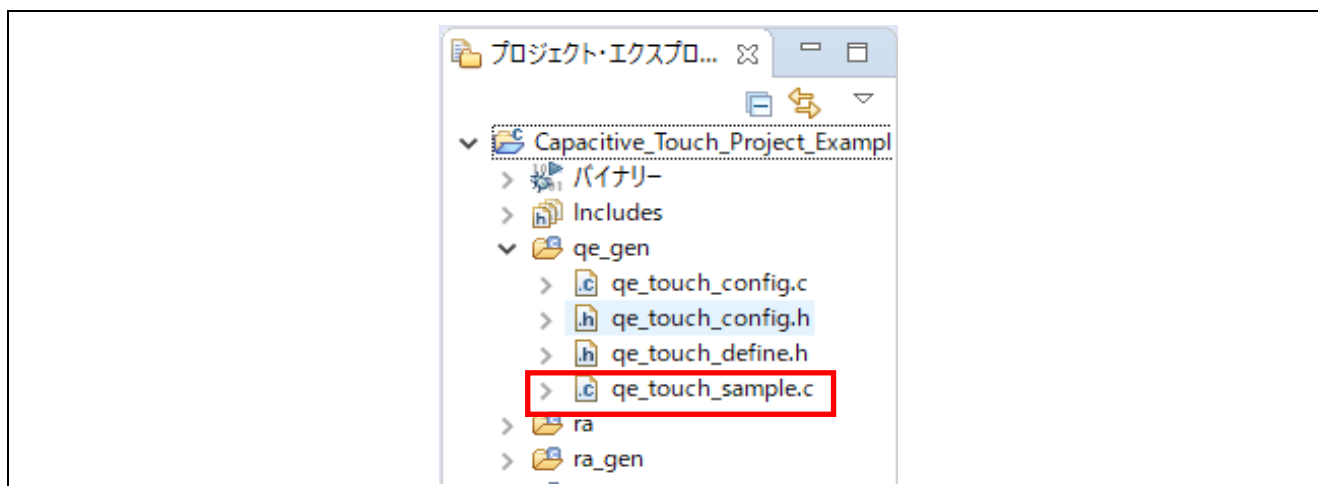 プロジェクト・エクスプロ...
Capacitive_Touch_Project_Exampl
バイナリー
Includes
qe_gen
qe_touch_config.c
qe_touch_config.h
qe_touch_define.h
qe_touch_sample.c
ra
ra_gen